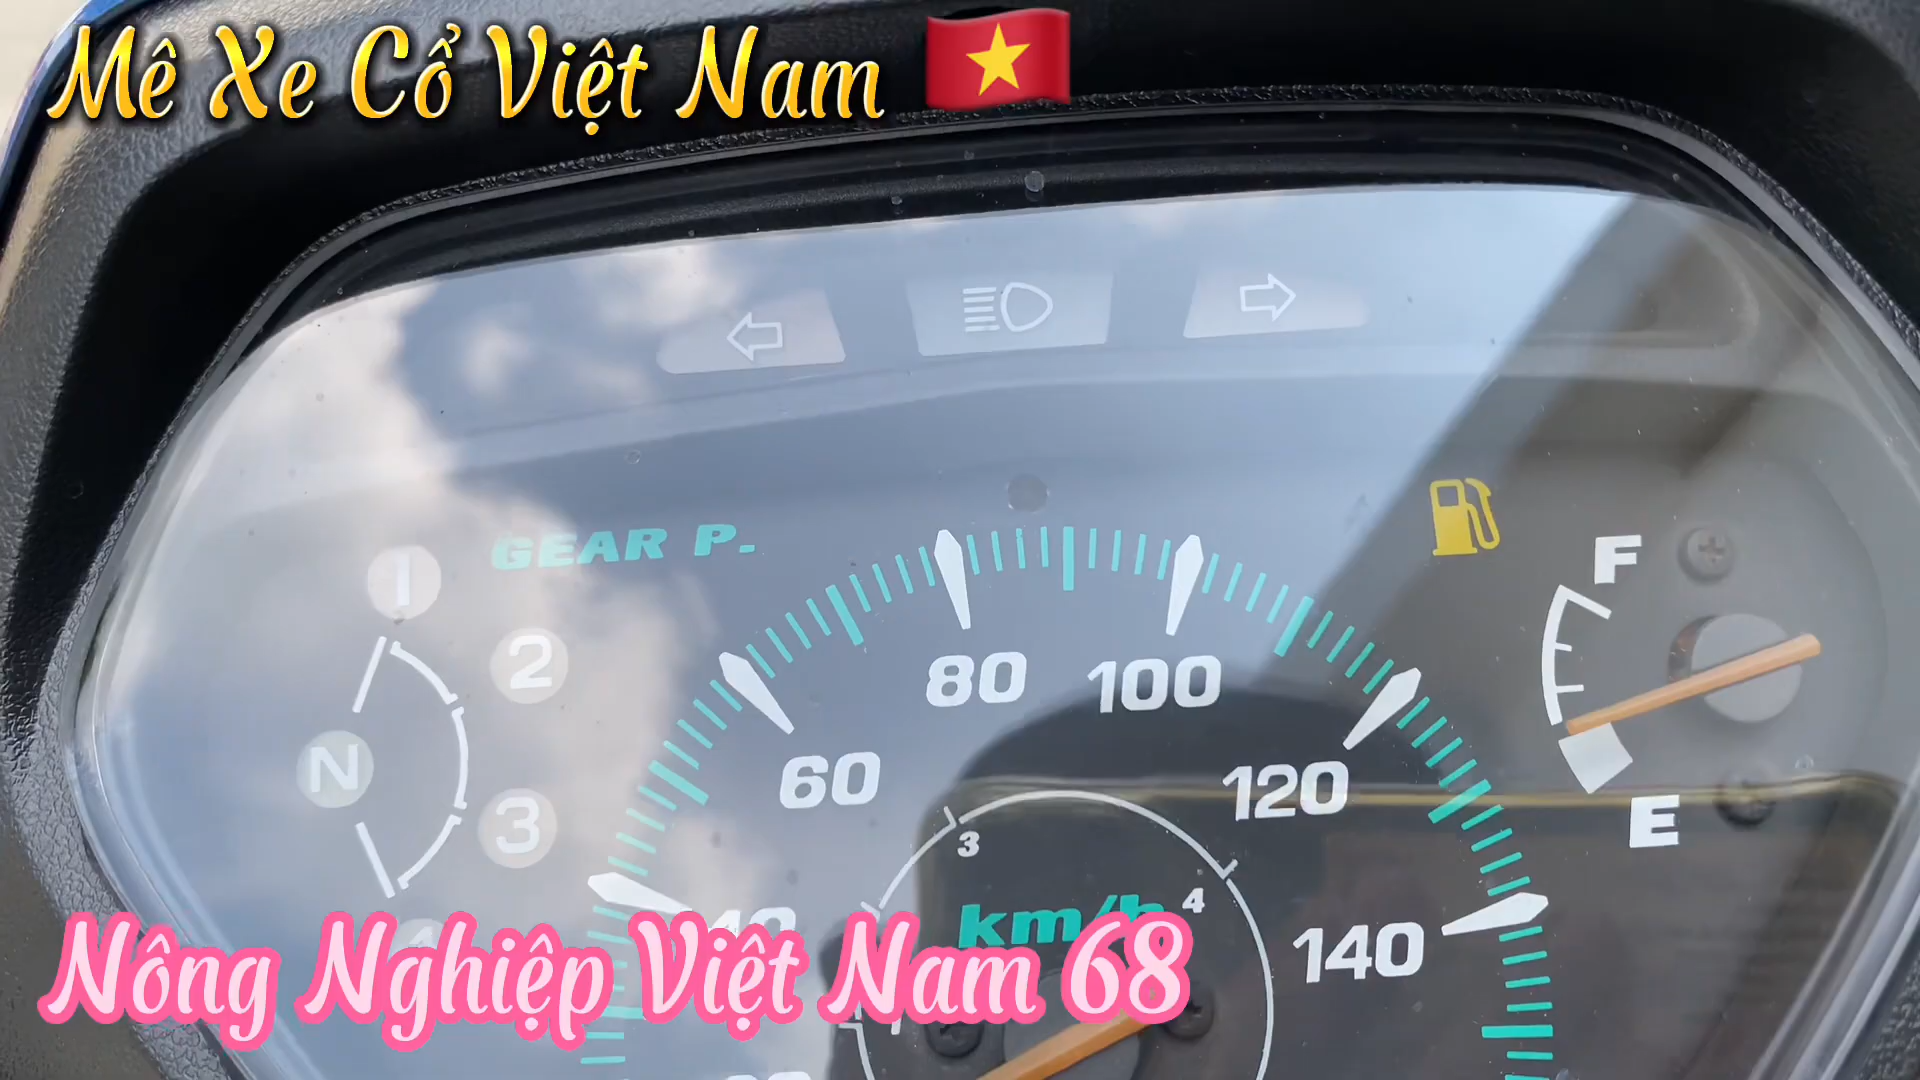 Mê Xe Cổ Việt Nam
GEAR P.
1
2
N
3
60
80
100
120
140
F
E
3
4
km/h
40
Nông Nghiệp Việt Nam 68